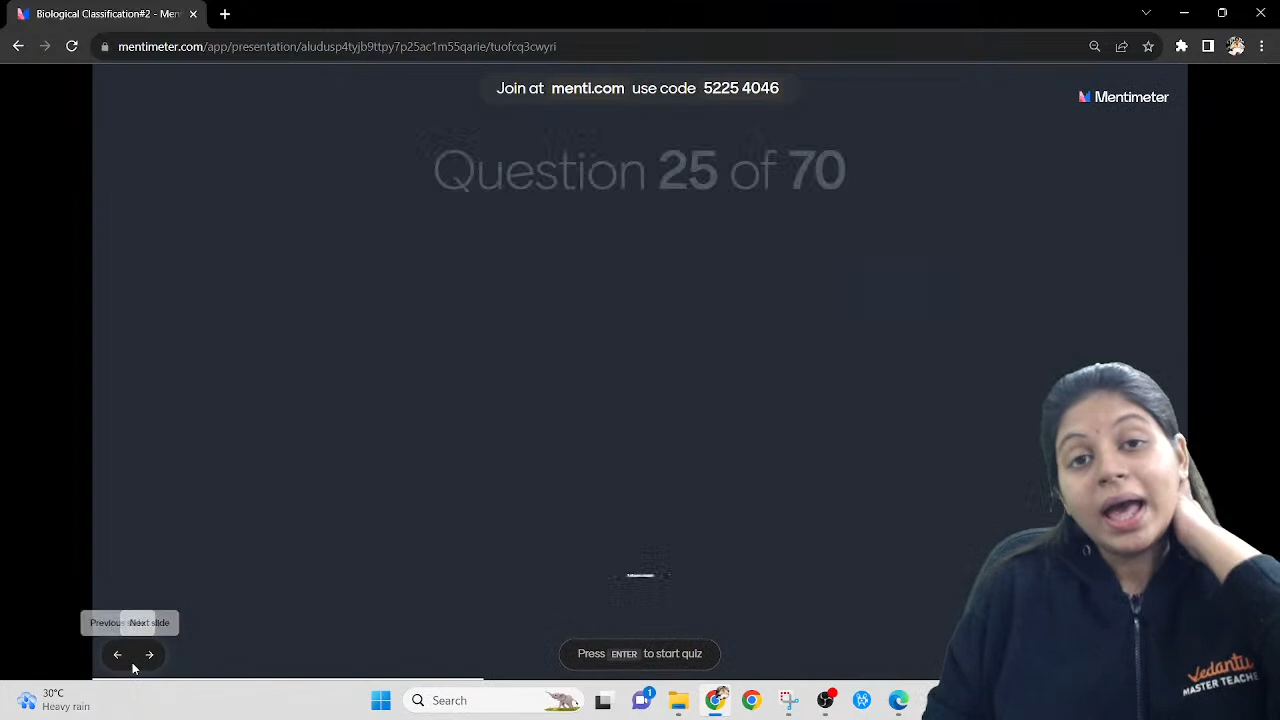 Biological Classification#2 - Men
mentimeter.com/app/presentation/aludusp4tyjb9ttpy7p25ac1m55qarie/tuofcq3cwyri
Join at menti.com use code 5225 4046
Mentimeter
Question 25 of 70
Previous Next slide
Press ENTER to start quiz
Vedantu
MASTER TEACHER
30°C
Heavy rain
Search
1